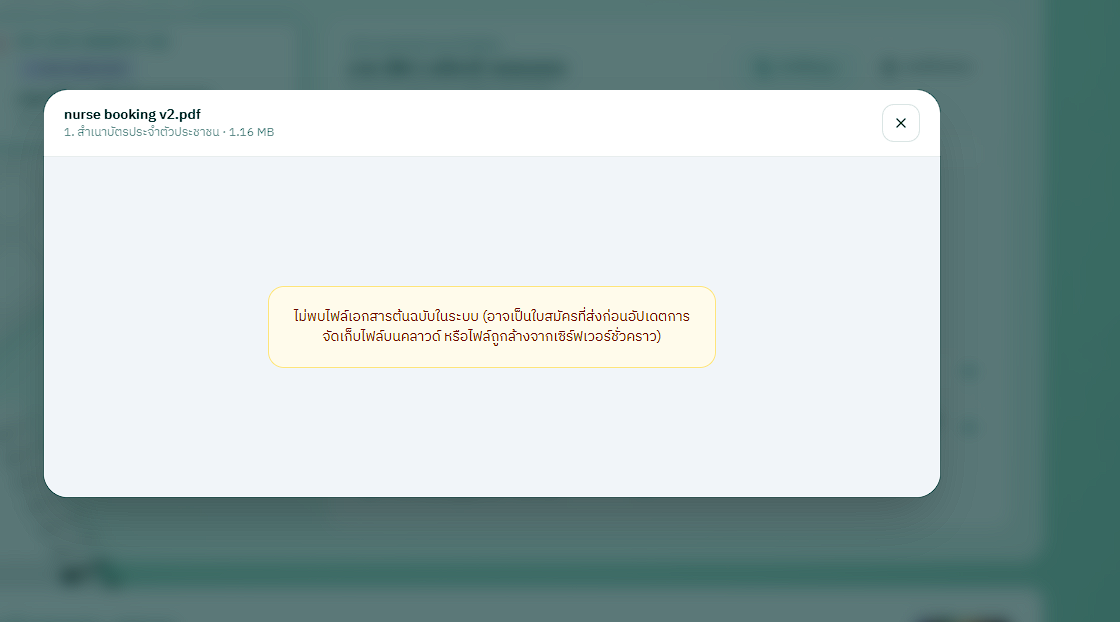 nurse booking v2.pdf
1. สำเนาบัตรประจำตัวประชาชน · 1.16 MB
ไม่พบไฟล์เอกสารต้นฉบับในระบบ (อาจเป็นใบสมัครที่ส่งก่อนอัปเดตการ
จัดเก็บไฟล์บนคลาวด์ หรือไฟล์ถูกล้างจากเซิร์ฟเวอร์ชั่วคราว)